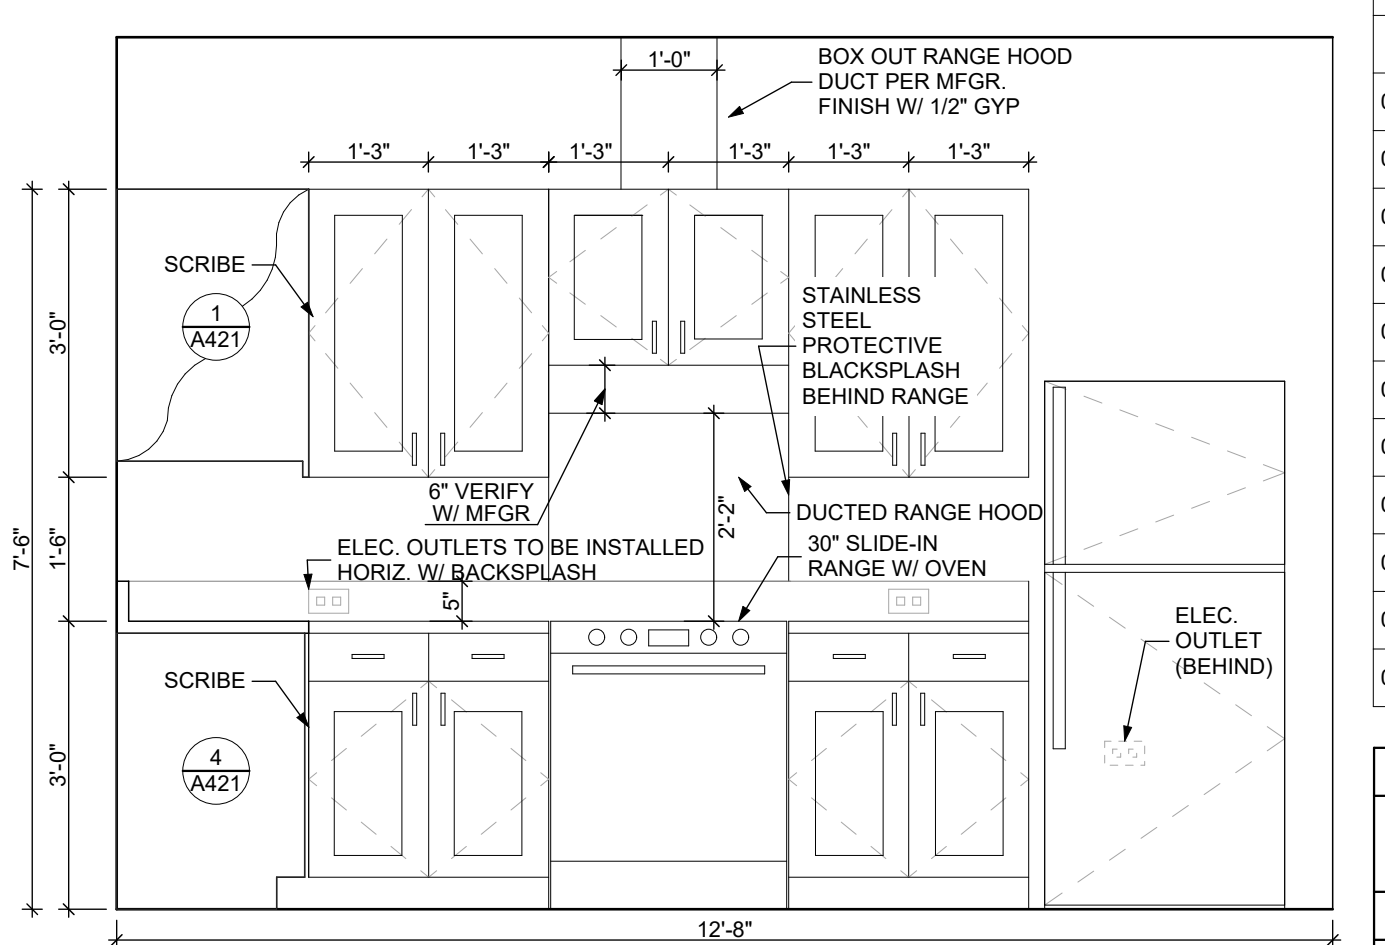 1'-0"
BOX OUT RANGE HOOD
DUCT PER MFGR.
FINISH W/ 1/2" GYP
1'-3"
1'-3"
1'-3"
1'-3"
1'-3"
1'-3"
SCRIBE
1
A421
STAINLESS
STEEL
PROTECTIVE
BLACKSPLASH
BEHIND RANGE
3'-0"
6" VERIFY
W/ MFGR
2'-2"
DUCTED RANGE HOOD
7'-6"
1'-6"
ELEC. OUTLETS TO BE INSTALLED
HORIZ. W/ BACKSPLASH
30" SLIDE-IN
RANGE W/ OVEN
5"
ELEC.
OUTLET
(BEHIND)
SCRIBE
4
A421
3'-0"
12'-8"